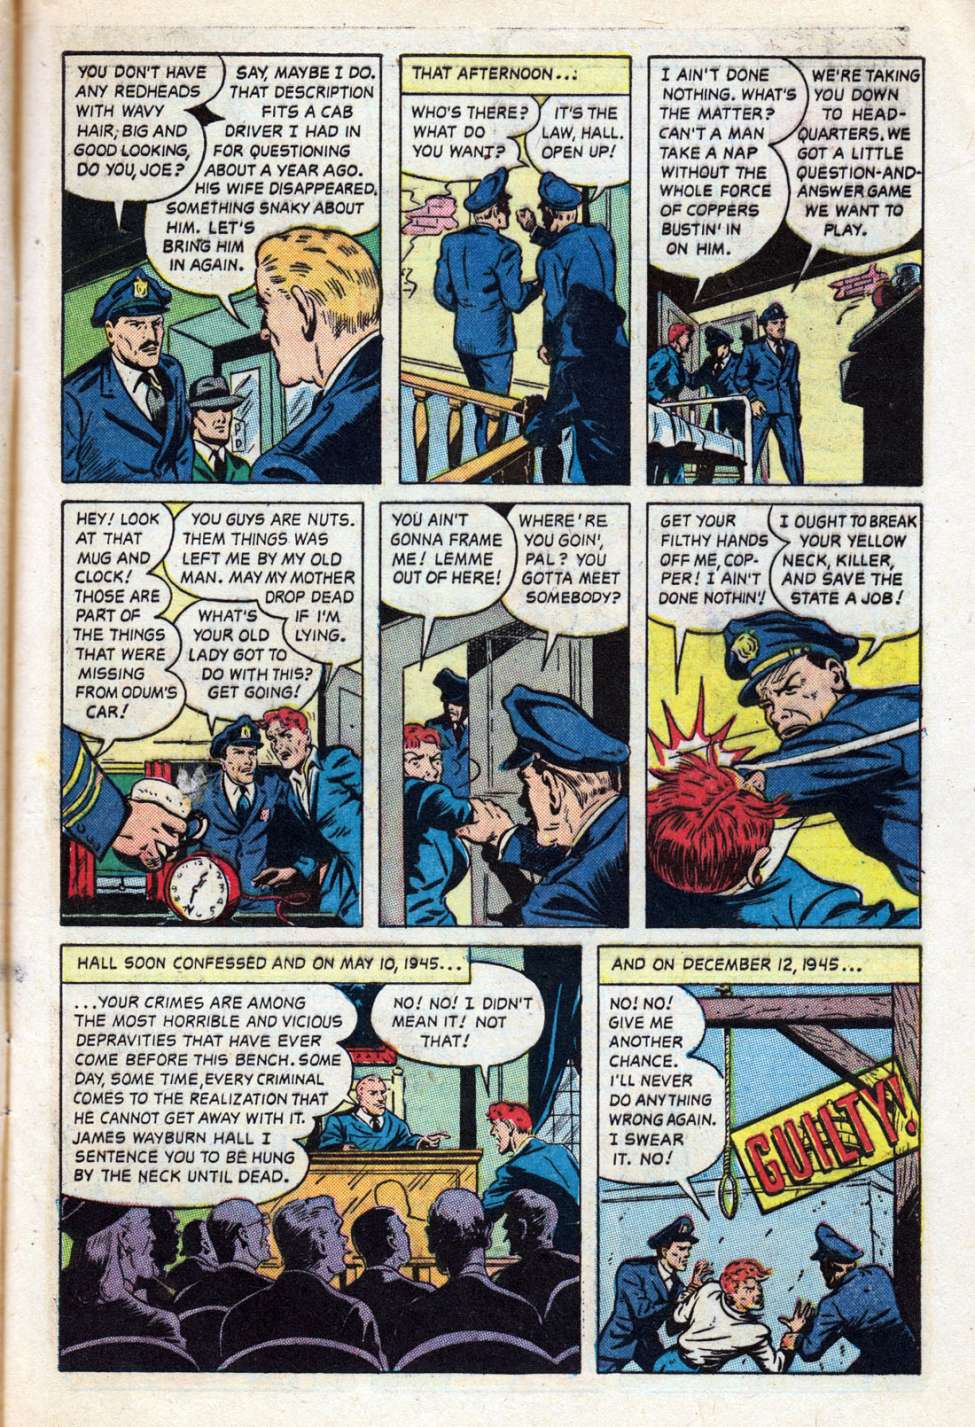 YOU DON'T HAVE
ANY REDHEADS
WITH WAVY
HAIR, BIG AND
GOOD LOOKING,
DO YOU, JOE?
SAY, MAYBE I DO.
THAT DESCRIPTION
FITS A CAB
DRIVER I HAD IN
FOR QUESTIONING
ABOUT A YEAR AGO.
HIS WIFE DISAPPEARED.
SOMETHING SNAKY ABOUT
HIM. LET'S
BRING HIM
IN AGAIN.
THAT AFTERNOON...
WHO'S THERE?
WHAT DO
YOU WANT?
IT'S THE
LAW, HALL.
OPEN UP!
I AIN'T DONE
NOTHING. WHAT'S
THE MATTER?
CAN'T A MAN
TAKE A NAP
WITHOUT THE
WHOLE FORCE
OF COPPERS
BUSTIN' IN
ON HIM.
WE'RE TAKING
YOU DOWN
TO HEAD-
QUARTERS. WE
GOT A LITTLE
QUESTION-AND-
ANSWER GAME
WE WANT TO
PLAY.
HEY! LOOK
AT THAT
MUG AND
CLOCK!
THOSE ARE
PART OF
THE THINGS
THAT WERE
MISSING
FROM ODUM'S
CAR!
YOU GUYS ARE NUTS.
THEM THINGS WAS
LEFT ME BY MY OLD
MAN. MAY MY MOTHER
DROP DEAD
IF I'M
LYING.
WHAT'S
YOUR OLD
LADY GOT TO
DO WITH THIS?
GET GOING!
YOU AIN'T
GONNA FRAME
ME! LEMME
OUT OF HERE!
WHERE'RE
YOU GOIN',
PAL? YOU
GOTTA MEET
SOMEBODY?
GET YOUR
FILTHY HANDS
OFF ME, COP-
PER! I AIN'T
DONE NOTHIN'!
I OUGHT TO BREAK
YOUR YELLOW
NECK, KILLER,
AND SAVE THE
STATE A JOB!
HALL SOON CONFESSED AND ON MAY 10, 1945...
...YOUR CRIMES ARE AMONG
THE MOST HORRIBLE AND VICIOUS
DEPRAVITIES THAT HAVE EVER
COME BEFORE THIS BENCH. SOME
DAY, SOME TIME, EVERY CRIMINAL
COMES TO THE REALIZATION THAT
HE CANNOT GET AWAY WITH IT.
JAMES WAYBURN HALL I
SENTENCE YOU TO BE HUNG
BY THE NECK UNTIL DEAD.
NO! NO! I DIDN'T
MEAN IT! NOT
THAT!
AND ON DECEMBER 12, 1945...
NO! NO!
GIVE ME
ANOTHER
CHANCE.
I'LL NEVER
DO ANYTHING
WRONG AGAIN.
I SWEAR
IT. NO!
GUILTY!